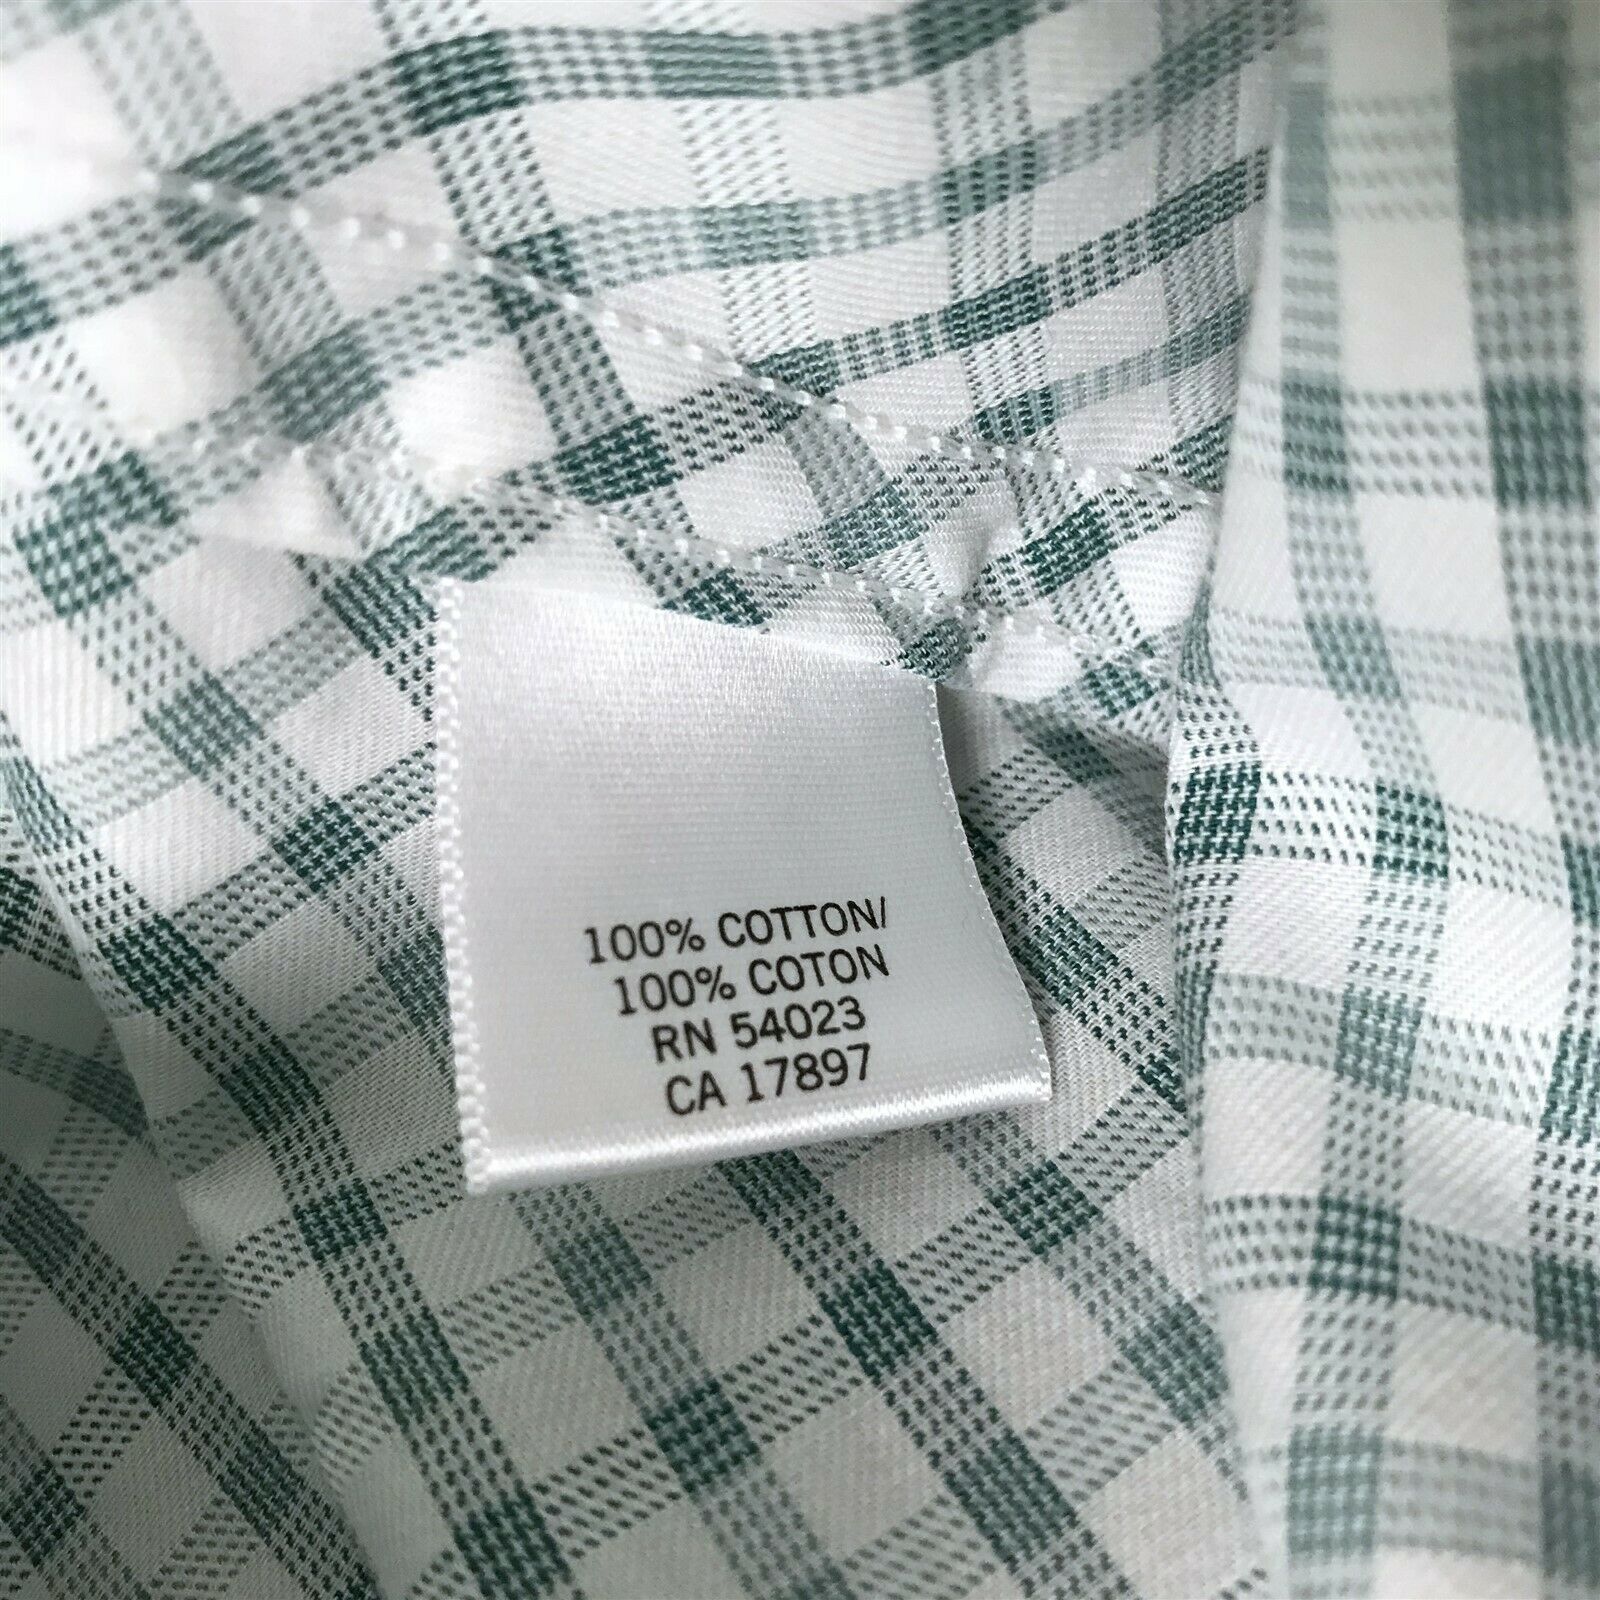 100% COTTON/
100% COTON
RN 54023
CA 17897